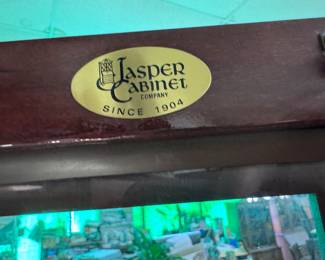 Jasper
Cabinet
COMPANY
SINCE 1904